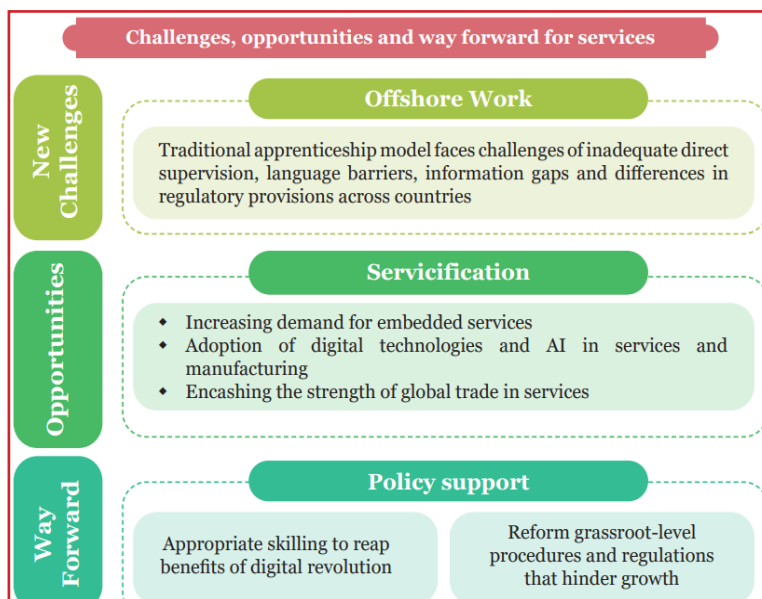 Challenges, opportunities and way forward for services
New
Challenges
Offshore Work
Traditional apprenticeship model faces challenges of inadequate direct
supervision, language barriers, information gaps and differences in
regulatory provisions across countries
Opportunities
Servicification
◆ Increasing demand for embedded services
◆ Adoption of digital technologies and AI in services and
manufacturing
◆ Encashing the strength of global trade in services
Way
Forward
Policy support
Appropriate skilling to reap
benefits of digital revolution
Reform grassroot-level
procedures and regulations
that hinder growth